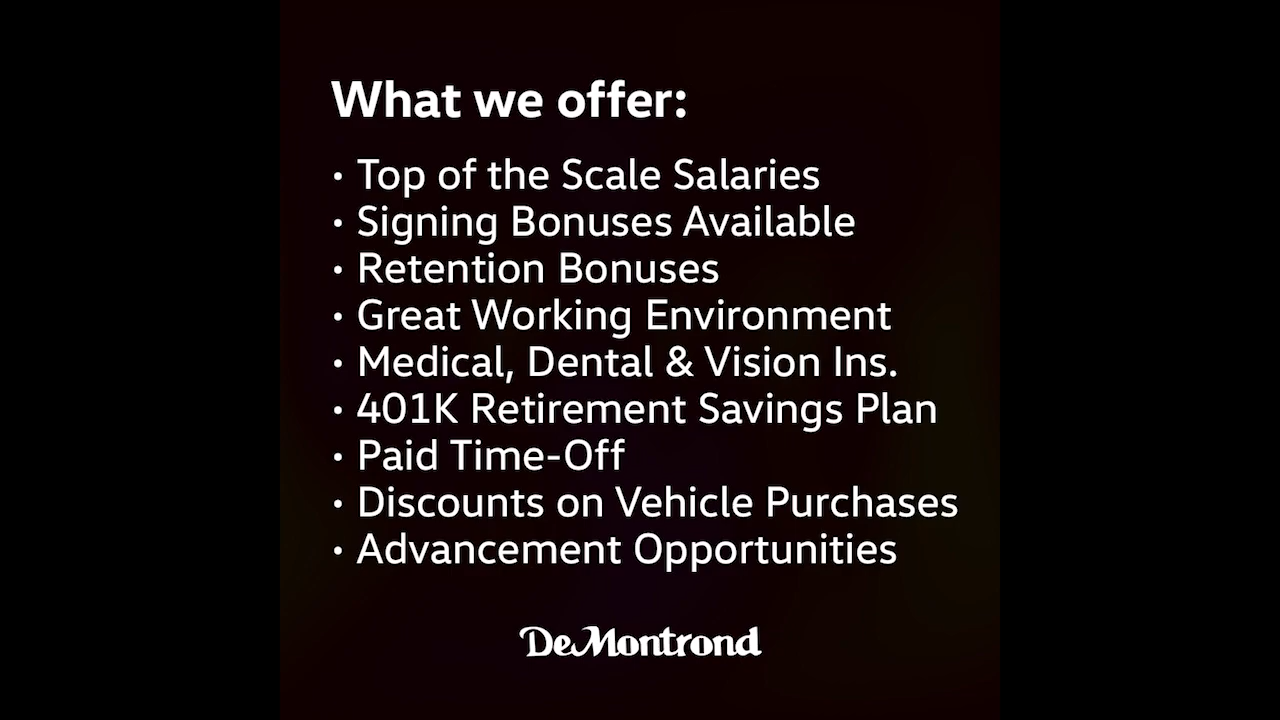 What we offer:
• Top of the Scale Salaries
• Signing Bonuses Available
• Retention Bonuses
• Great Working Environment
• Medical, Dental & Vision Ins.
• 401K Retirement Savings Plan
• Paid Time-Off
• Discounts on Vehicle Purchases
• Advancement Opportunities
DeMontrond